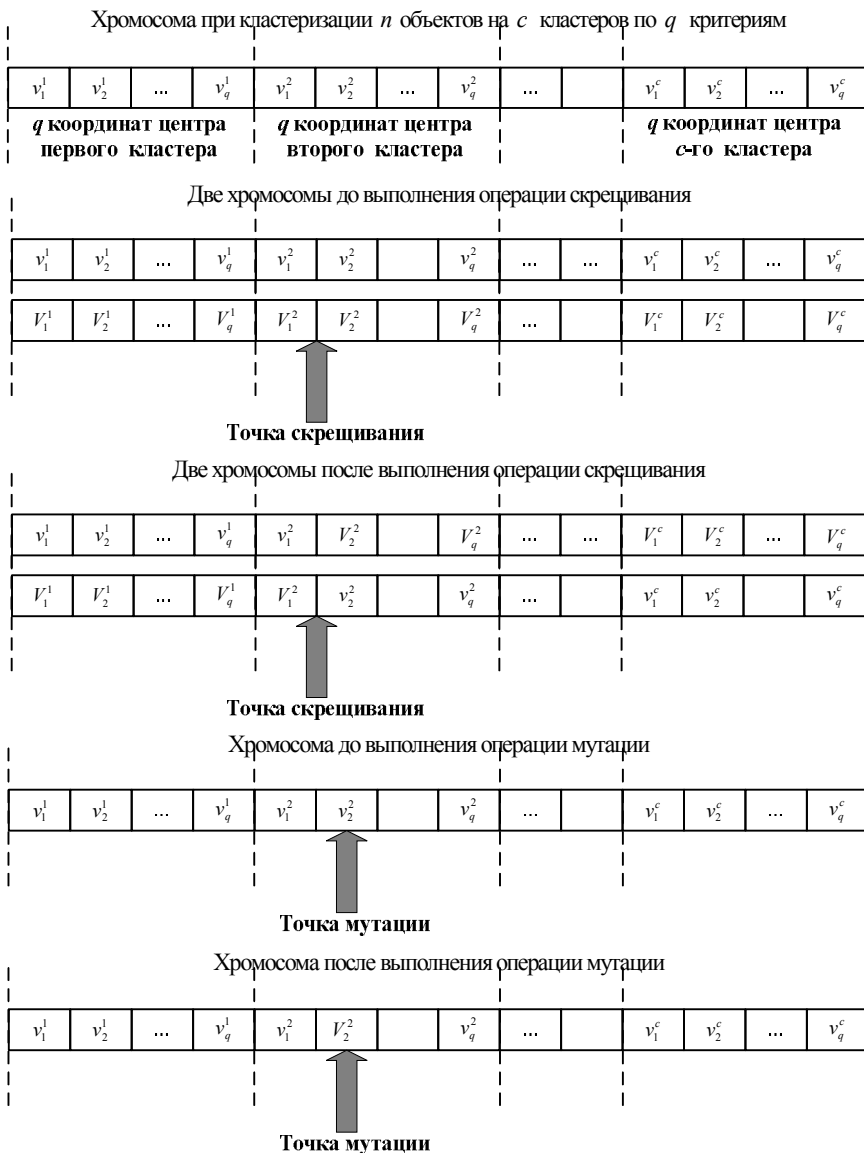 Хромосома при кластеризации n объектов на c кластеров по q критериям
v₁¹ v₂¹ ... v_q¹ v₁² v₂² ... v_q² ... v₁ᶜ v₂ᶜ ... v_qᶜ
q координат центра первого кластера
q координат центра второго кластера
q координат центра c-го кластера
Две хромосомы до выполнения операции скрещивания
v₁¹ v₂¹ ... v_q¹ v₁² v₂² v_q² ... ... v₁ᶜ v₂ᶜ ... v_qᶜ
V₁¹ V₂¹ ... V_q¹ V₁² V₂² V_q² ... V₁ᶜ V₂ᶜ V_qᶜ
Точка скрещивания
Две хромосомы после выполнения операции скрещивания
v₁¹ v₂¹ ... v_q¹ v₁² V₂² V_q² ... ... V₁ᶜ V₂ᶜ ... V_qᶜ
V₁¹ V₂¹ ... V_q¹ V₁² v₂² v_q² ... v₁ᶜ v₂ᶜ v_qᶜ
Точка скрещивания
Хромосома до выполнения операции мутации
v₁¹ v₂¹ ... v_q¹ v₁² v₂² v_q² ... v₁ᶜ v₂ᶜ ... v_qᶜ
Точка мутации
Хромосома после выполнения операции мутации
v₁¹ v₂¹ ... v_q¹ v₁² V₂² v_q² ... v₁ᶜ v₂ᶜ ... v_qᶜ
Точка мутации